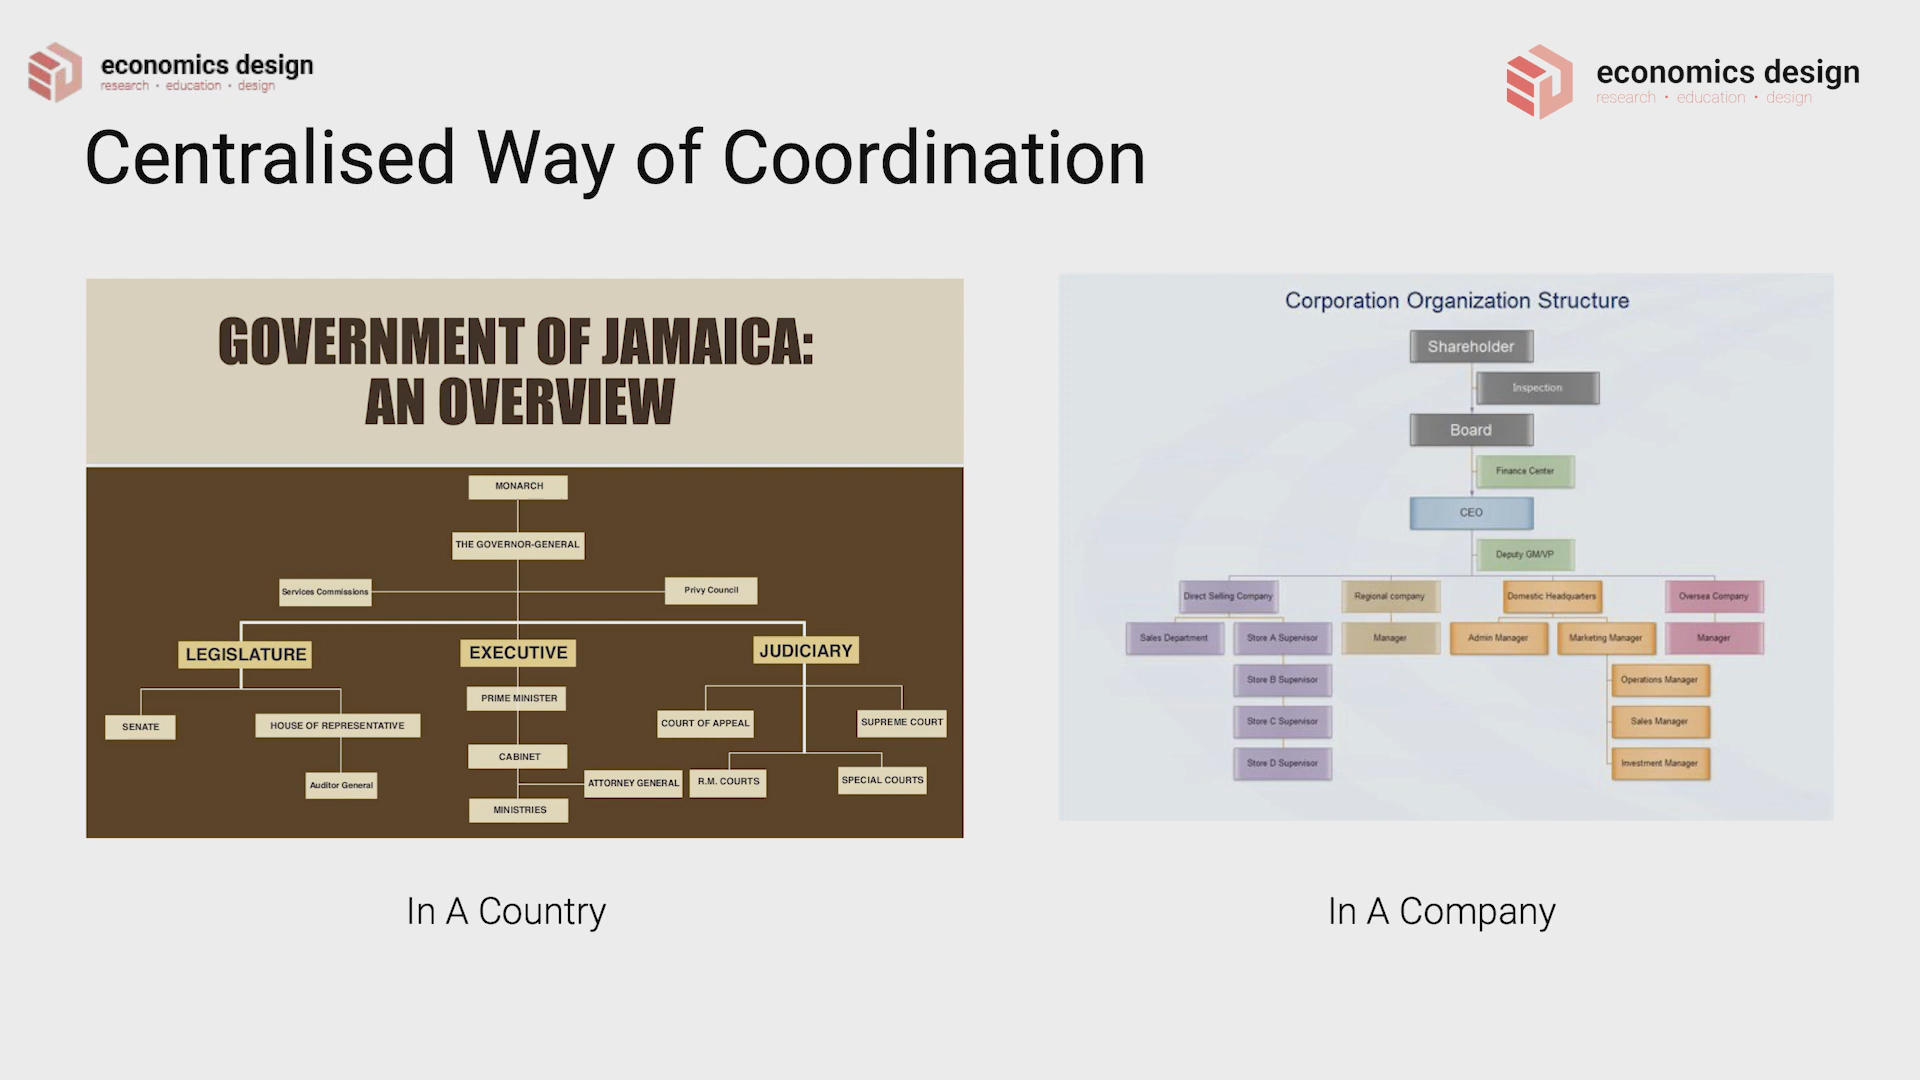 economics design
research • education • design
economics design
research • education • design
Centralised Way of Coordination
GOVERNMENT OF JAMAICA:
AN OVERVIEW
MONARCH
THE GOVERNOR-GENERAL
Services Commissions
Privy Council
LEGISLATURE
EXECUTIVE
JUDICIARY
PRIME MINISTER
SENATE
HOUSE OF REPRESENTATIVE
COURT OF APPEAL
SUPREME COURT
CABINET
Auditor General
ATTORNEY GENERAL
R.M. COURTS
SPECIAL COURTS
MINISTRIES
Corporation Organization Structure
Shareholder
Inspection
Board
Finance Center
CEO
Deputy GM/VP
Direct Selling Company
Regional company
Domestic Headquarters
Oversea Company
Sales Department
Store A Supervisor
Manager
Admin Manager
Marketing Manager
Manager
Store B Supervisor
Operations Manager
Store C Supervisor
Sales Manager
Store D Supervisor
Investment Manager
In A Country
In A Company